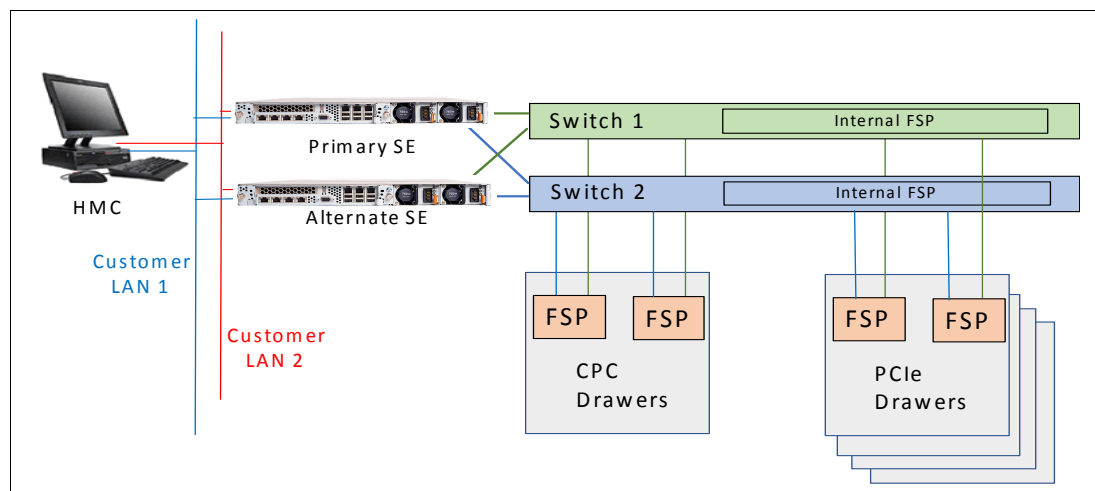 Switch 1
Internal FSP
Primary SE
Switch 2
Internal FSP
HMC
Alternate SE
Customer
LAN 1
Customer
LAN 2
FSP
FSP
CPC
Drawers
FSP
FSP
PCIe
Drawers